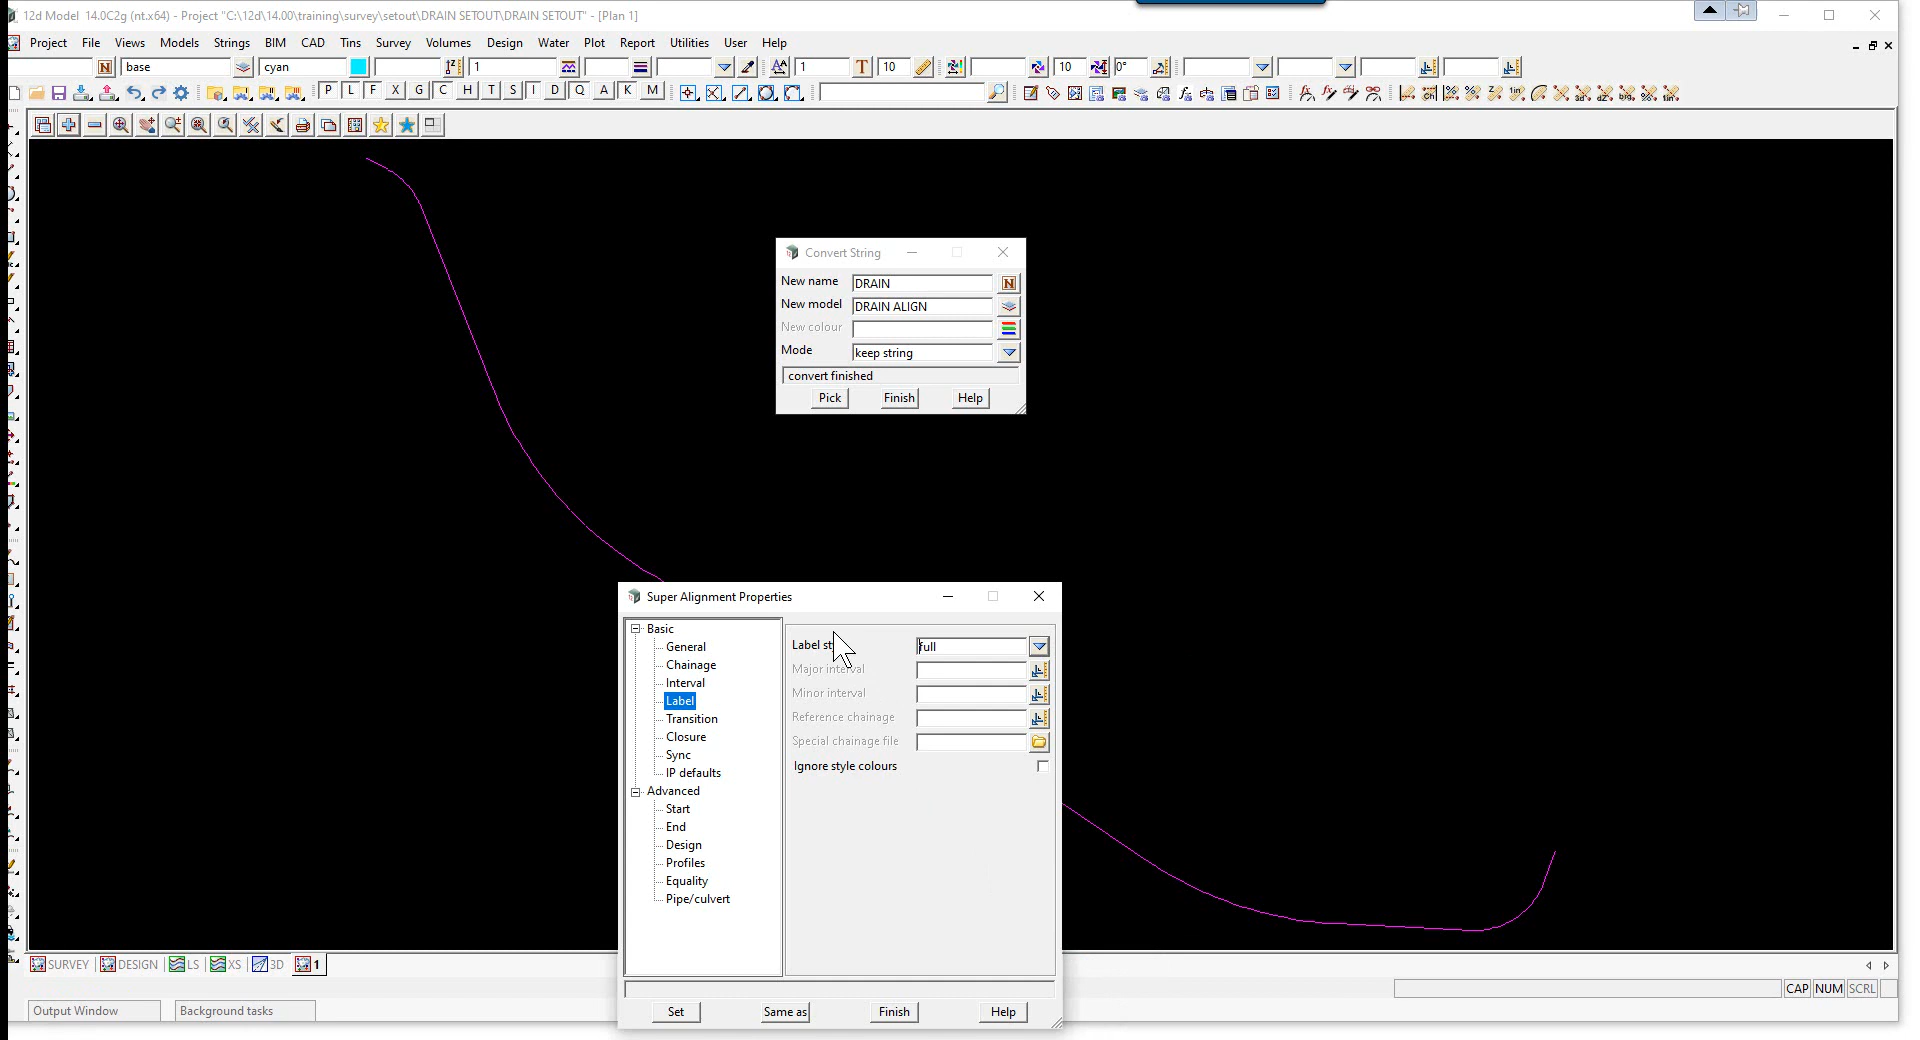 12d Model 14.0C2g (nt.x64) - Project "C:\12d\14.00\training\survey\setout\DRAIN SETOUT\DRAIN SETOUT" - [Plan 1]
Project File Views Models Strings BIM CAD Tins Survey Volumes Design Water Plot Report Utilities User Help
base cyan 1 1 T 10 10 0°
P L F X G C H T S I D Q A K M
Convert String
New name DRAIN
New model DRAIN ALIGN
New colour
Mode keep string
convert finished
Pick Finish Help
Super Alignment Properties
Basic
General
Chainage
Interval
Label
Transition
Closure
Sync
IP defaults
Advanced
Start
End
Design
Profiles
Equality
Pipe/culvert
Label st full
Major interval
Minor interval
Reference chainage
Special chainage file
Ignore style colours
Set Same as Finish Help
SURVEY DESIGN LS XS 3D 1
CAP NUM SCRL
Output Window Background tasks